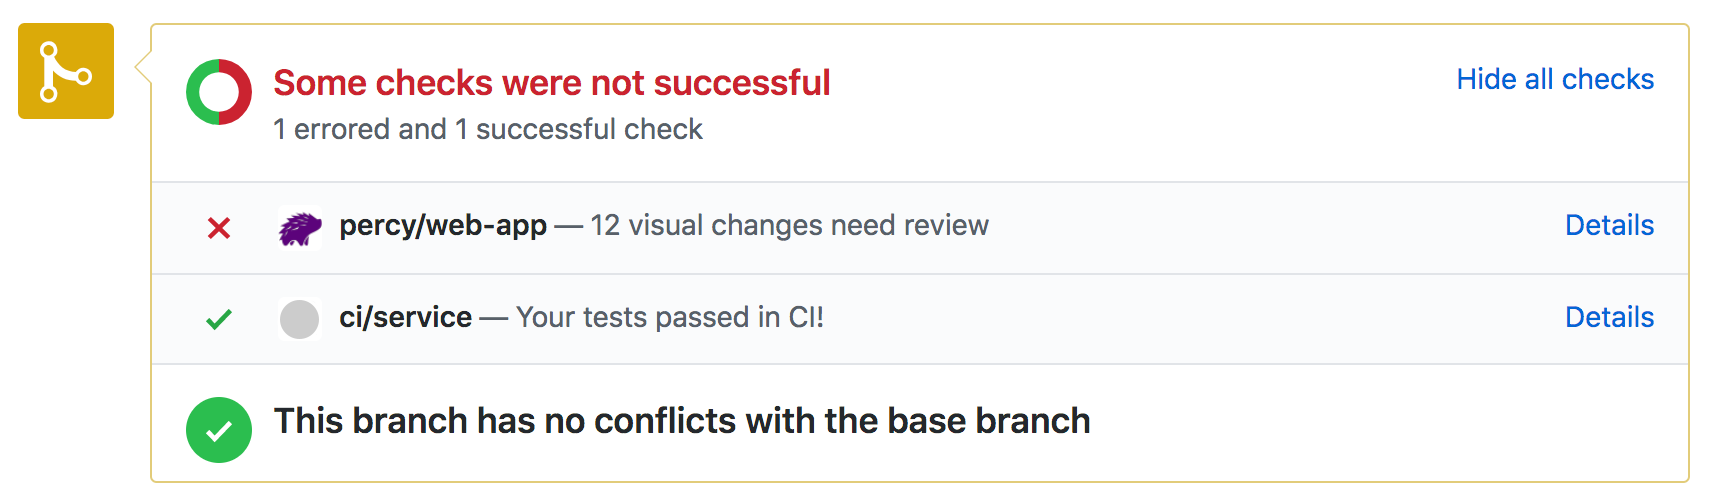 Some checks were not successful
Hide all checks
1 errored and 1 successful check
percy/web-app — 12 visual changes need review
Details
ci/service — Your tests passed in CI!
Details
This branch has no conflicts with the base branch